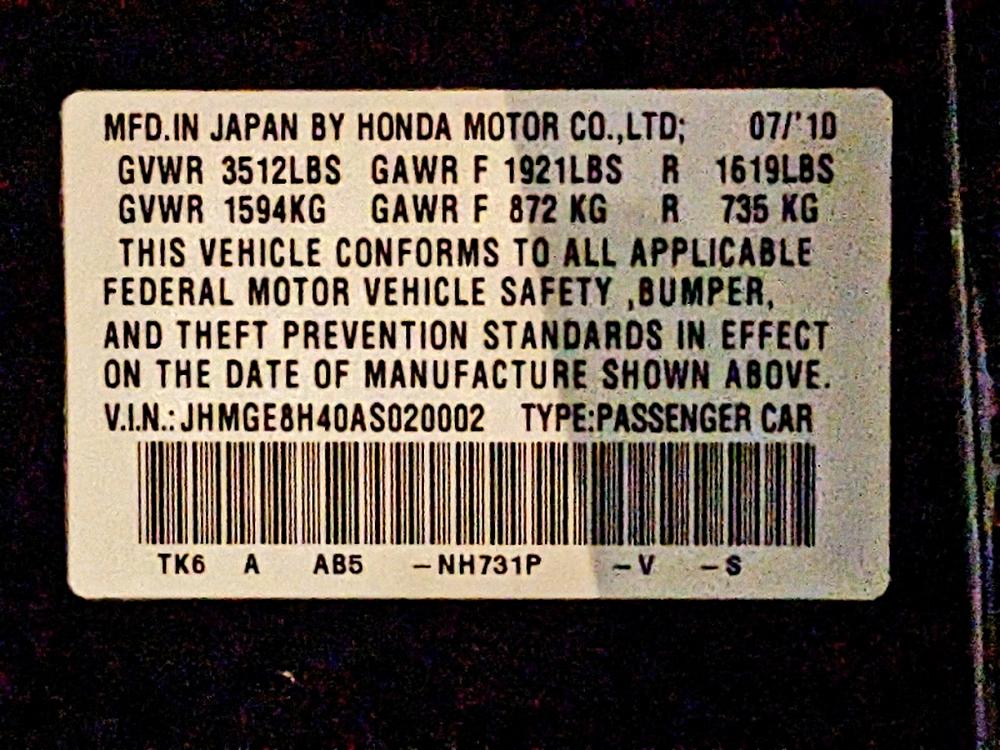 MFD.IN JAPAN BY HONDA MOTOR CO.,LTD; 07/'10
GVWR 3512LBS GAWR F 1921LBS R 1619LBS
GVWR 1594KG GAWR F 872 KG R 735 KG
THIS VEHICLE CONFORMS TO ALL APPLICABLE
FEDERAL MOTOR VEHICLE SAFETY ,BUMPER,
AND THEFT PREVENTION STANDARDS IN EFFECT
ON THE DATE OF MANUFACTURE SHOWN ABOVE.
V.I.N.: JHMGE8H40AS020002 TYPE:PASSENGER CAR
TK6 A AB5 –NH731P –V –S